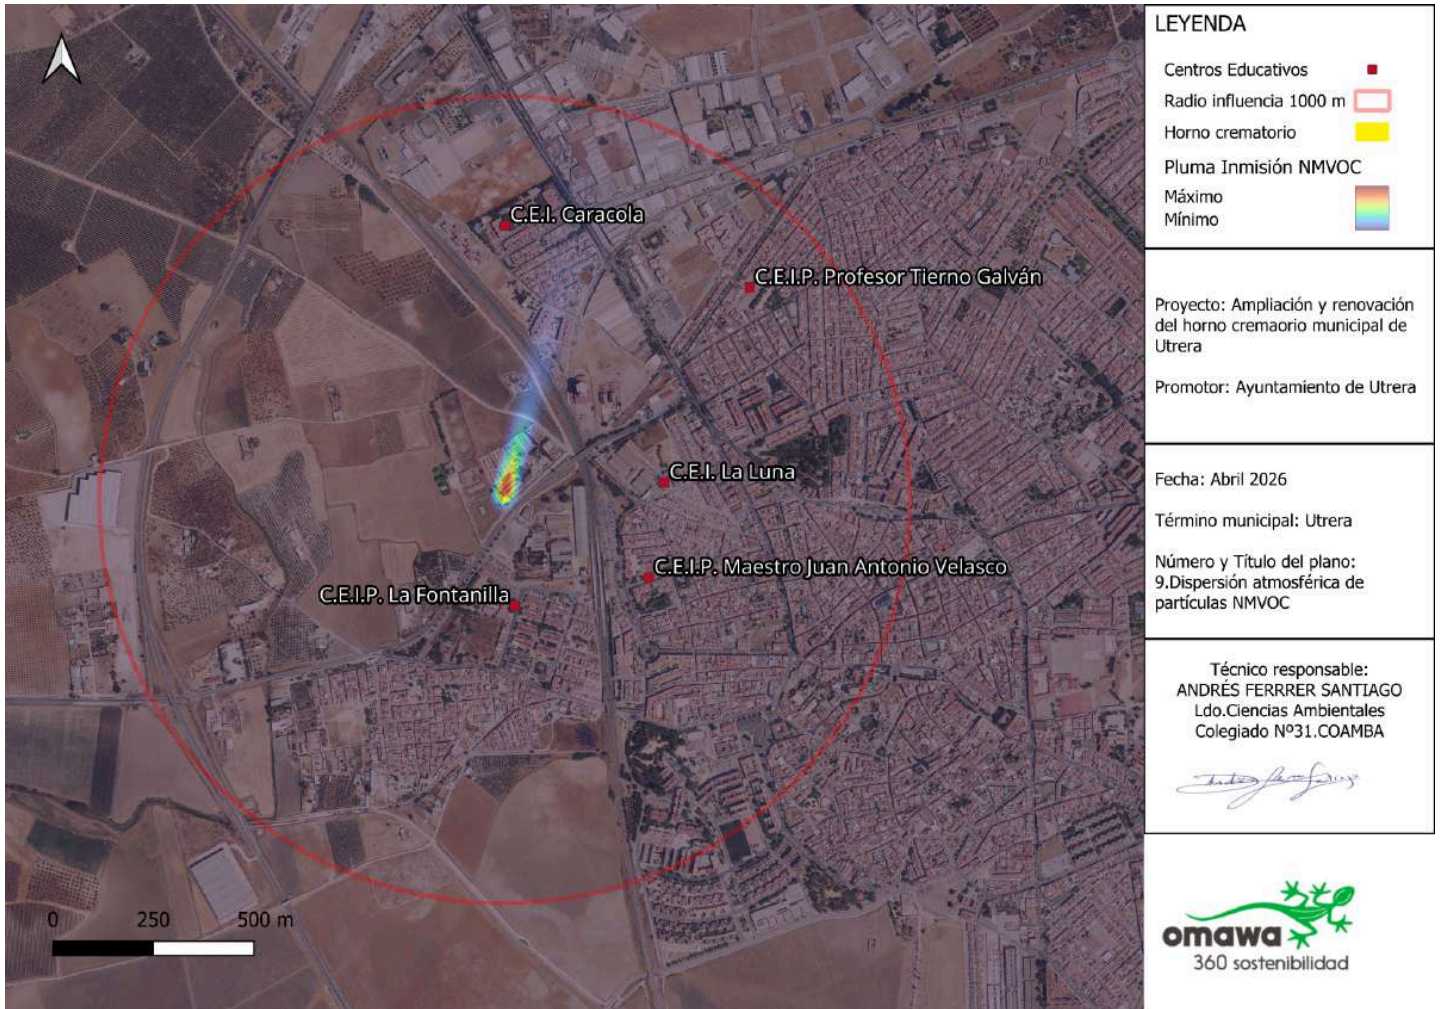 C.E.I. Caracola
C.E.I.P. Profesor Tierno Galván
C.E.I. La Luna
C.E.I.P. Maestro Juan Antonio Velasco
C.E.I.P. La Fontanilla
0 250 500 m
LEYENDA
Centros Educativos
Radio influencia 1000 m
Horno crematorio
Pluma Inmisión NMVOC
Máximo
Mínimo
Proyecto: Ampliación y renovación
del horno cremaorio municipal de
Utrera
Promotor: Ayuntamiento de Utrera
Fecha: Abril 2026
Término municipal: Utrera
Número y Título del plano:
9.Dispersión atmosférica de
partículas NMVOC
Técnico responsable:
ANDRÉS FERRRER SANTIAGO
Ldo.Ciencias Ambientales
Colegiado Nº31.COAMBA
omawa
360 sostenibilidad